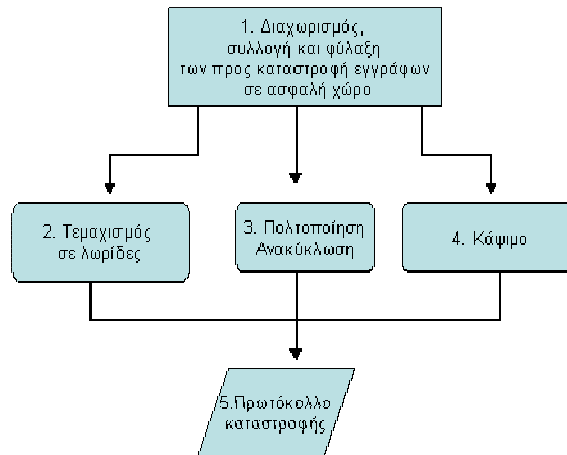 1. Διαχωρισμός,
συλλογή και φύλαξη
των προς καταστροφή εγγράφων
σε ασφαλή χώρο
2. Τεμαχισμός
σε λωρίδες
3. Πολτοποίηση
Ανακύκλωση
4. Κάψιμο
5.Πρωτόκολλο
καταστροφής